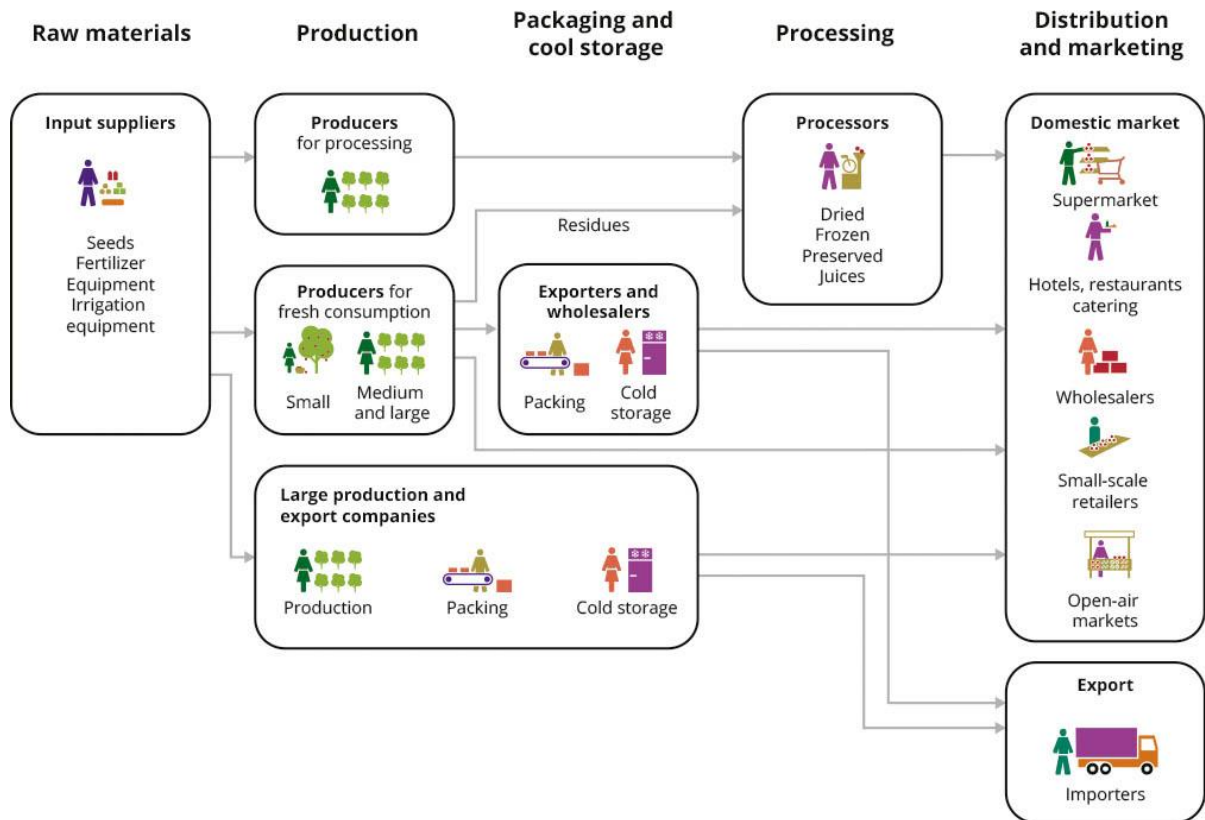 Raw materials
Production
Packaging and
cool storage
Processing
Distribution
and marketing
Input suppliers
Seeds
Fertilizer
Equipment
Irrigation
equipment
Producers
for processing
Producers for
fresh consumption
Small
Medium
and large
Residues
Exporters and
wholesalers
Packing
Cold
storage
Large production and
export companies
Production
Packing
Cold storage
Processors
Dried
Frozen
Preserved
Juices
Domestic market
Supermarket
Hotels, restaurants
catering
Wholesalers
Small-scale
retailers
Open-air
markets
Export
Importers